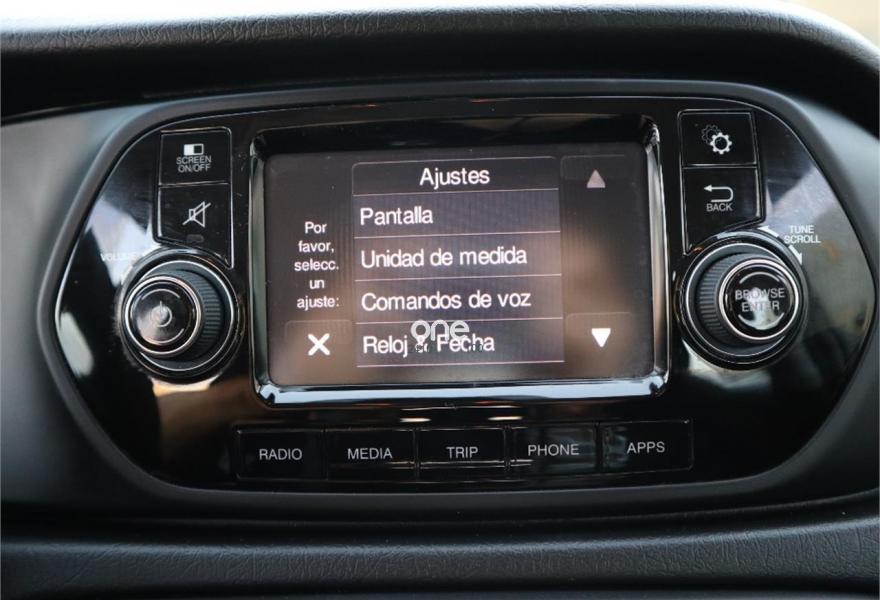 SCREEN
ON/OFF
VOLUME
Ajustes
Por
favor,
selecc.
un
ajuste:
Pantalla
Unidad de medida
Comandos de voz
Reloj y Fecha
one
BACK
TUNE
SCROLL
BROWSE
ENTER
RADIO
MEDIA
TRIP
PHONE
APPS